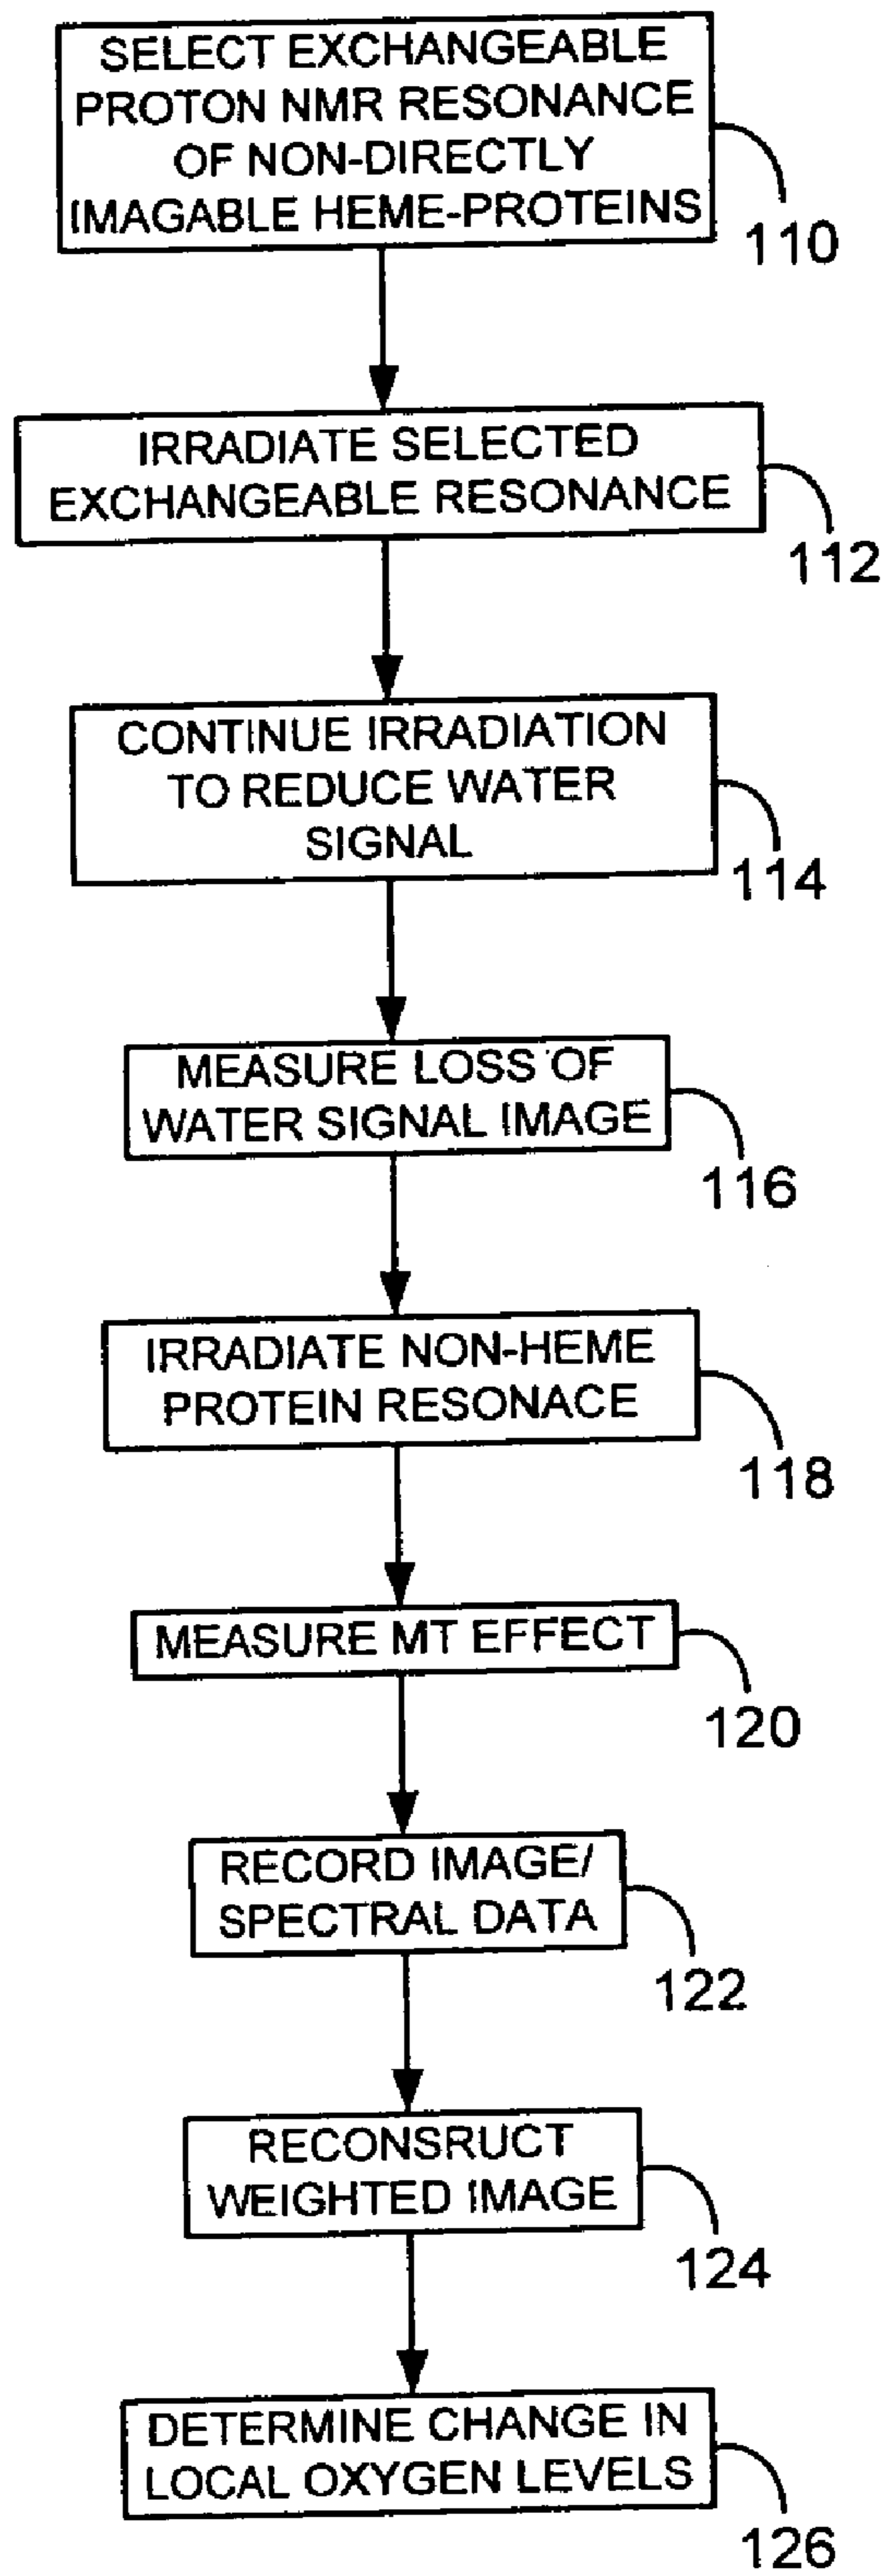 SELECT EXCHANGEABLE
PROTON NMR RESONANCE
OF NON-DIRECTLY
IMAGABLE HEME-PROTEINS
110
IRRADIATE SELECTED
EXCHANGEABLE RESONANCE
112
CONTINUE IRRADIATION
TO REDUCE WATER
SIGNAL
114
MEASURE LOSS OF
WATER SIGNAL IMAGE
116
IRRADIATE NON-HEME
PROTEIN RESONACE
118
MEASURE MT EFFECT
120
RECORD IMAGE/
SPECTRAL DATA
122
RECONSRUCT
WEIGHTED IMAGE
124
DETERMINE CHANGE IN
LOCAL OXYGEN LEVELS
126